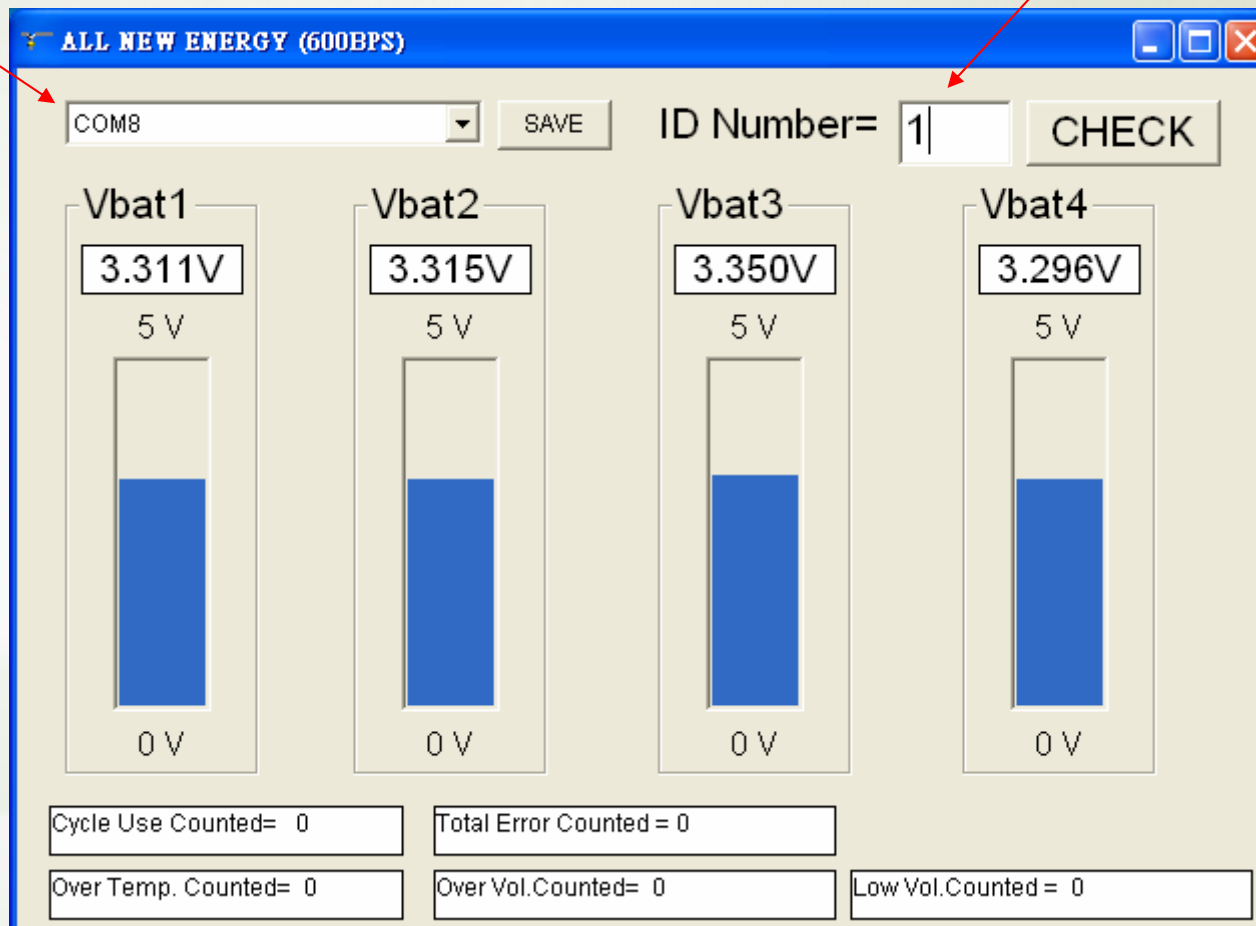 ALL NEW ENERGY (600BPS)
COM8 SAVE ID Number= 1 CHECK
Vbat1 Vbat2 Vbat3 Vbat4
3.311V 3.315V 3.350V 3.296V
5 V 5 V 5 V 5 V
0 V 0 V 0 V 0 V
Cycle Use Counted= 0 Total Error Counted = 0
Over Temp. Counted= 0 Over Vol.Counted= 0 Low Vol.Counted = 0